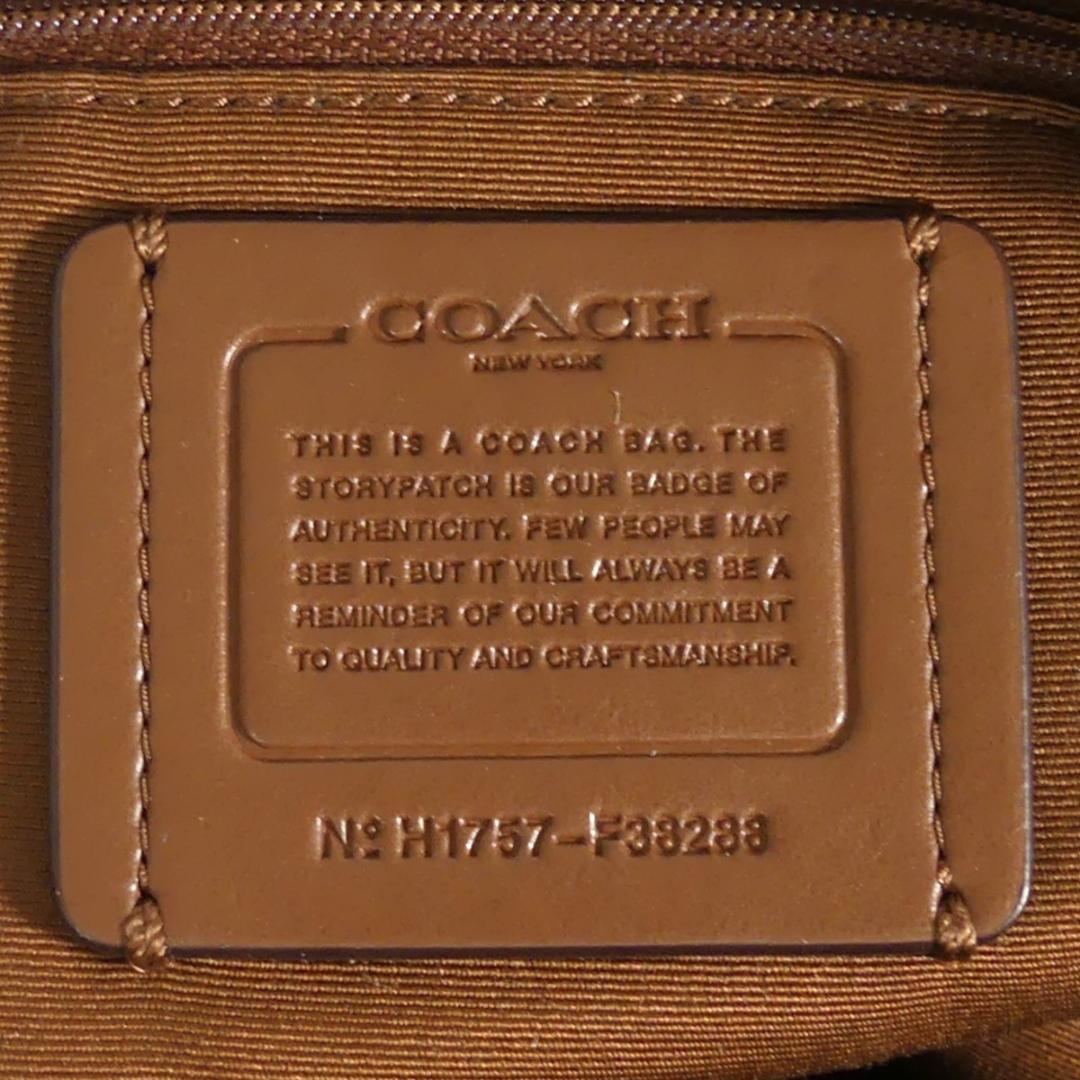 COACH
NEW YORK
THIS IS A COACH BAG. THE
STORYPATCH IS OUR BADGE OF
AUTHENTICITY. FEW PEOPLE MAY
SEE IT, BUT IT WILL ALWAYS BE A
REMINDER OF OUR COMMITMENT
TO QUALITY AND CRAFTSMANSHIP.
Nº H1757-F38288